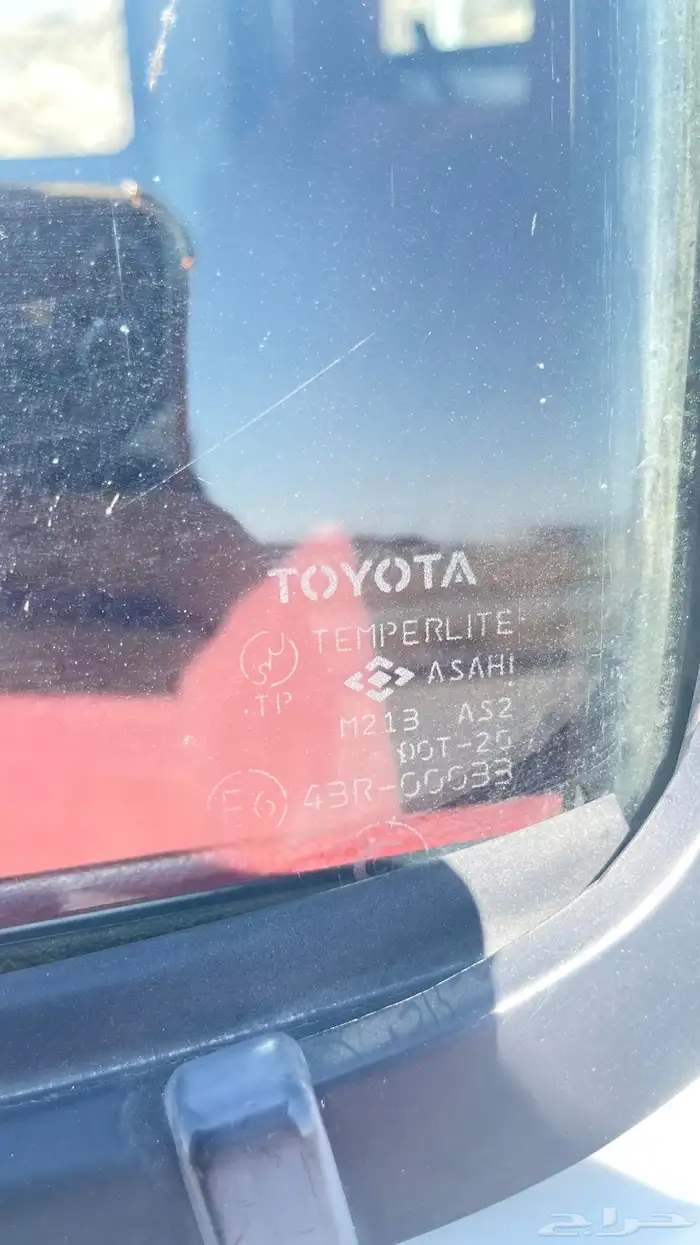 TOYOTA
TEMPERLITE
TP
ASAHI
M213 AS2
DOT-20
E6 43R-00033
حراج